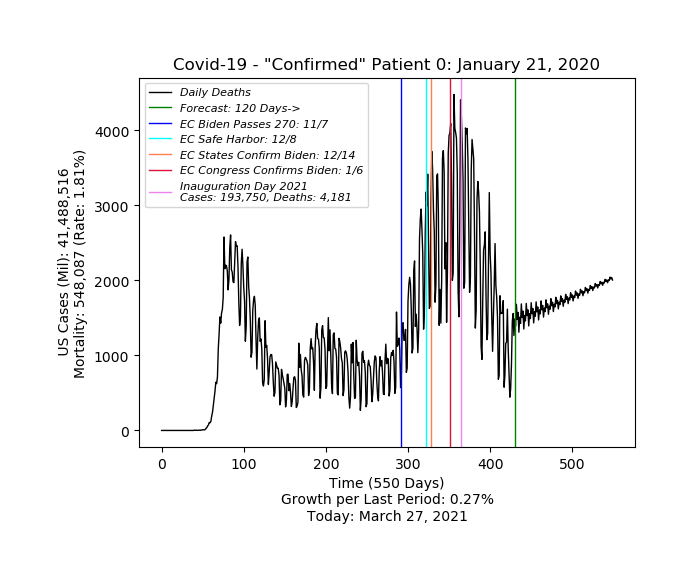 Covid-19 - "Confirmed" Patient 0: January 21, 2020
Daily Deaths
Forecast: 120 Days->
EC Biden Passes 270: 11/7
EC Safe Harbor: 12/8
EC States Confirm Biden: 12/14
EC Congress Confirms Biden: 1/6
Inauguration Day 2021
Cases: 193,750, Deaths: 4,181
US Cases (Mil): 41,488,516
Mortality: 548,087 (Rate: 1.81%)
4000
3000
2000
1000
0
0 100 200 300 400 500
Time (550 Days)
Growth per Last Period: 0.27%
Today: March 27, 2021